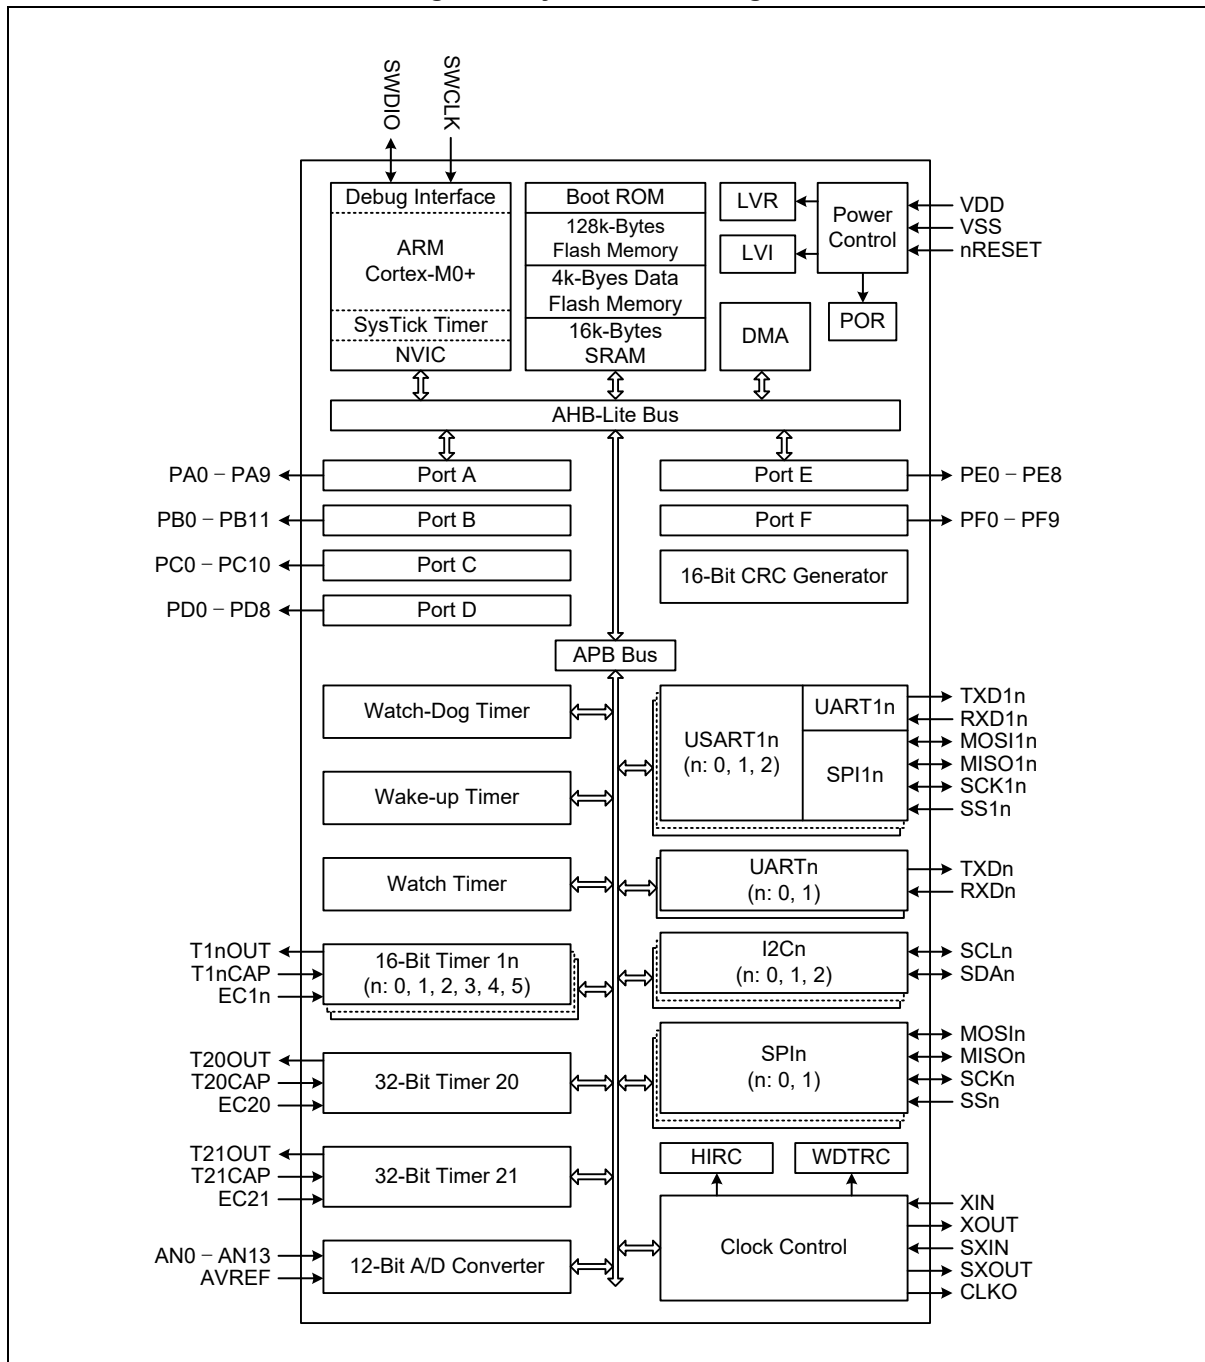 SWDIO
SWCLK
Debug Interface
ARM
Cortex-M0+
SysTick Timer
NVIC
Boot ROM
128k-Bytes
Flash Memory
4k-Byes Data
Flash Memory
16k-Bytes
SRAM
LVR
LVI
Power
Control
VDD
VSS
nRESET
POR
DMA
AHB-Lite Bus
PA0 – PA9
Port A
PB0 – PB11
Port B
PC0 – PC10
Port C
PD0 – PD8
Port D
Port E
PE0 – PE8
Port F
PF0 – PF9
16-Bit CRC Generator
APB Bus
Watch-Dog Timer
Wake-up Timer
Watch Timer
T1nOUT
T1nCAP
EC1n
16-Bit Timer 1n
(n: 0, 1, 2, 3, 4, 5)
T20OUT
T20CAP
EC20
32-Bit Timer 20
T21OUT
T21CAP
EC21
32-Bit Timer 21
AN0 – AN13
AVREF
12-Bit A/D Converter
USART1n
(n: 0, 1, 2)
UART1n
SPI1n
TXD1n
RXD1n
MOSI1n
MISO1n
SCK1n
SS1n
UARTn
(n: 0, 1)
TXDn
RXDn
I2Cn
(n: 0, 1, 2)
SCLn
SDAn
SPIn
(n: 0, 1)
MOSIn
MISOn
SCKn
SSn
HIRC
WDTRC
Clock Control
XIN
XOUT
SXIN
SXOUT
CLKO